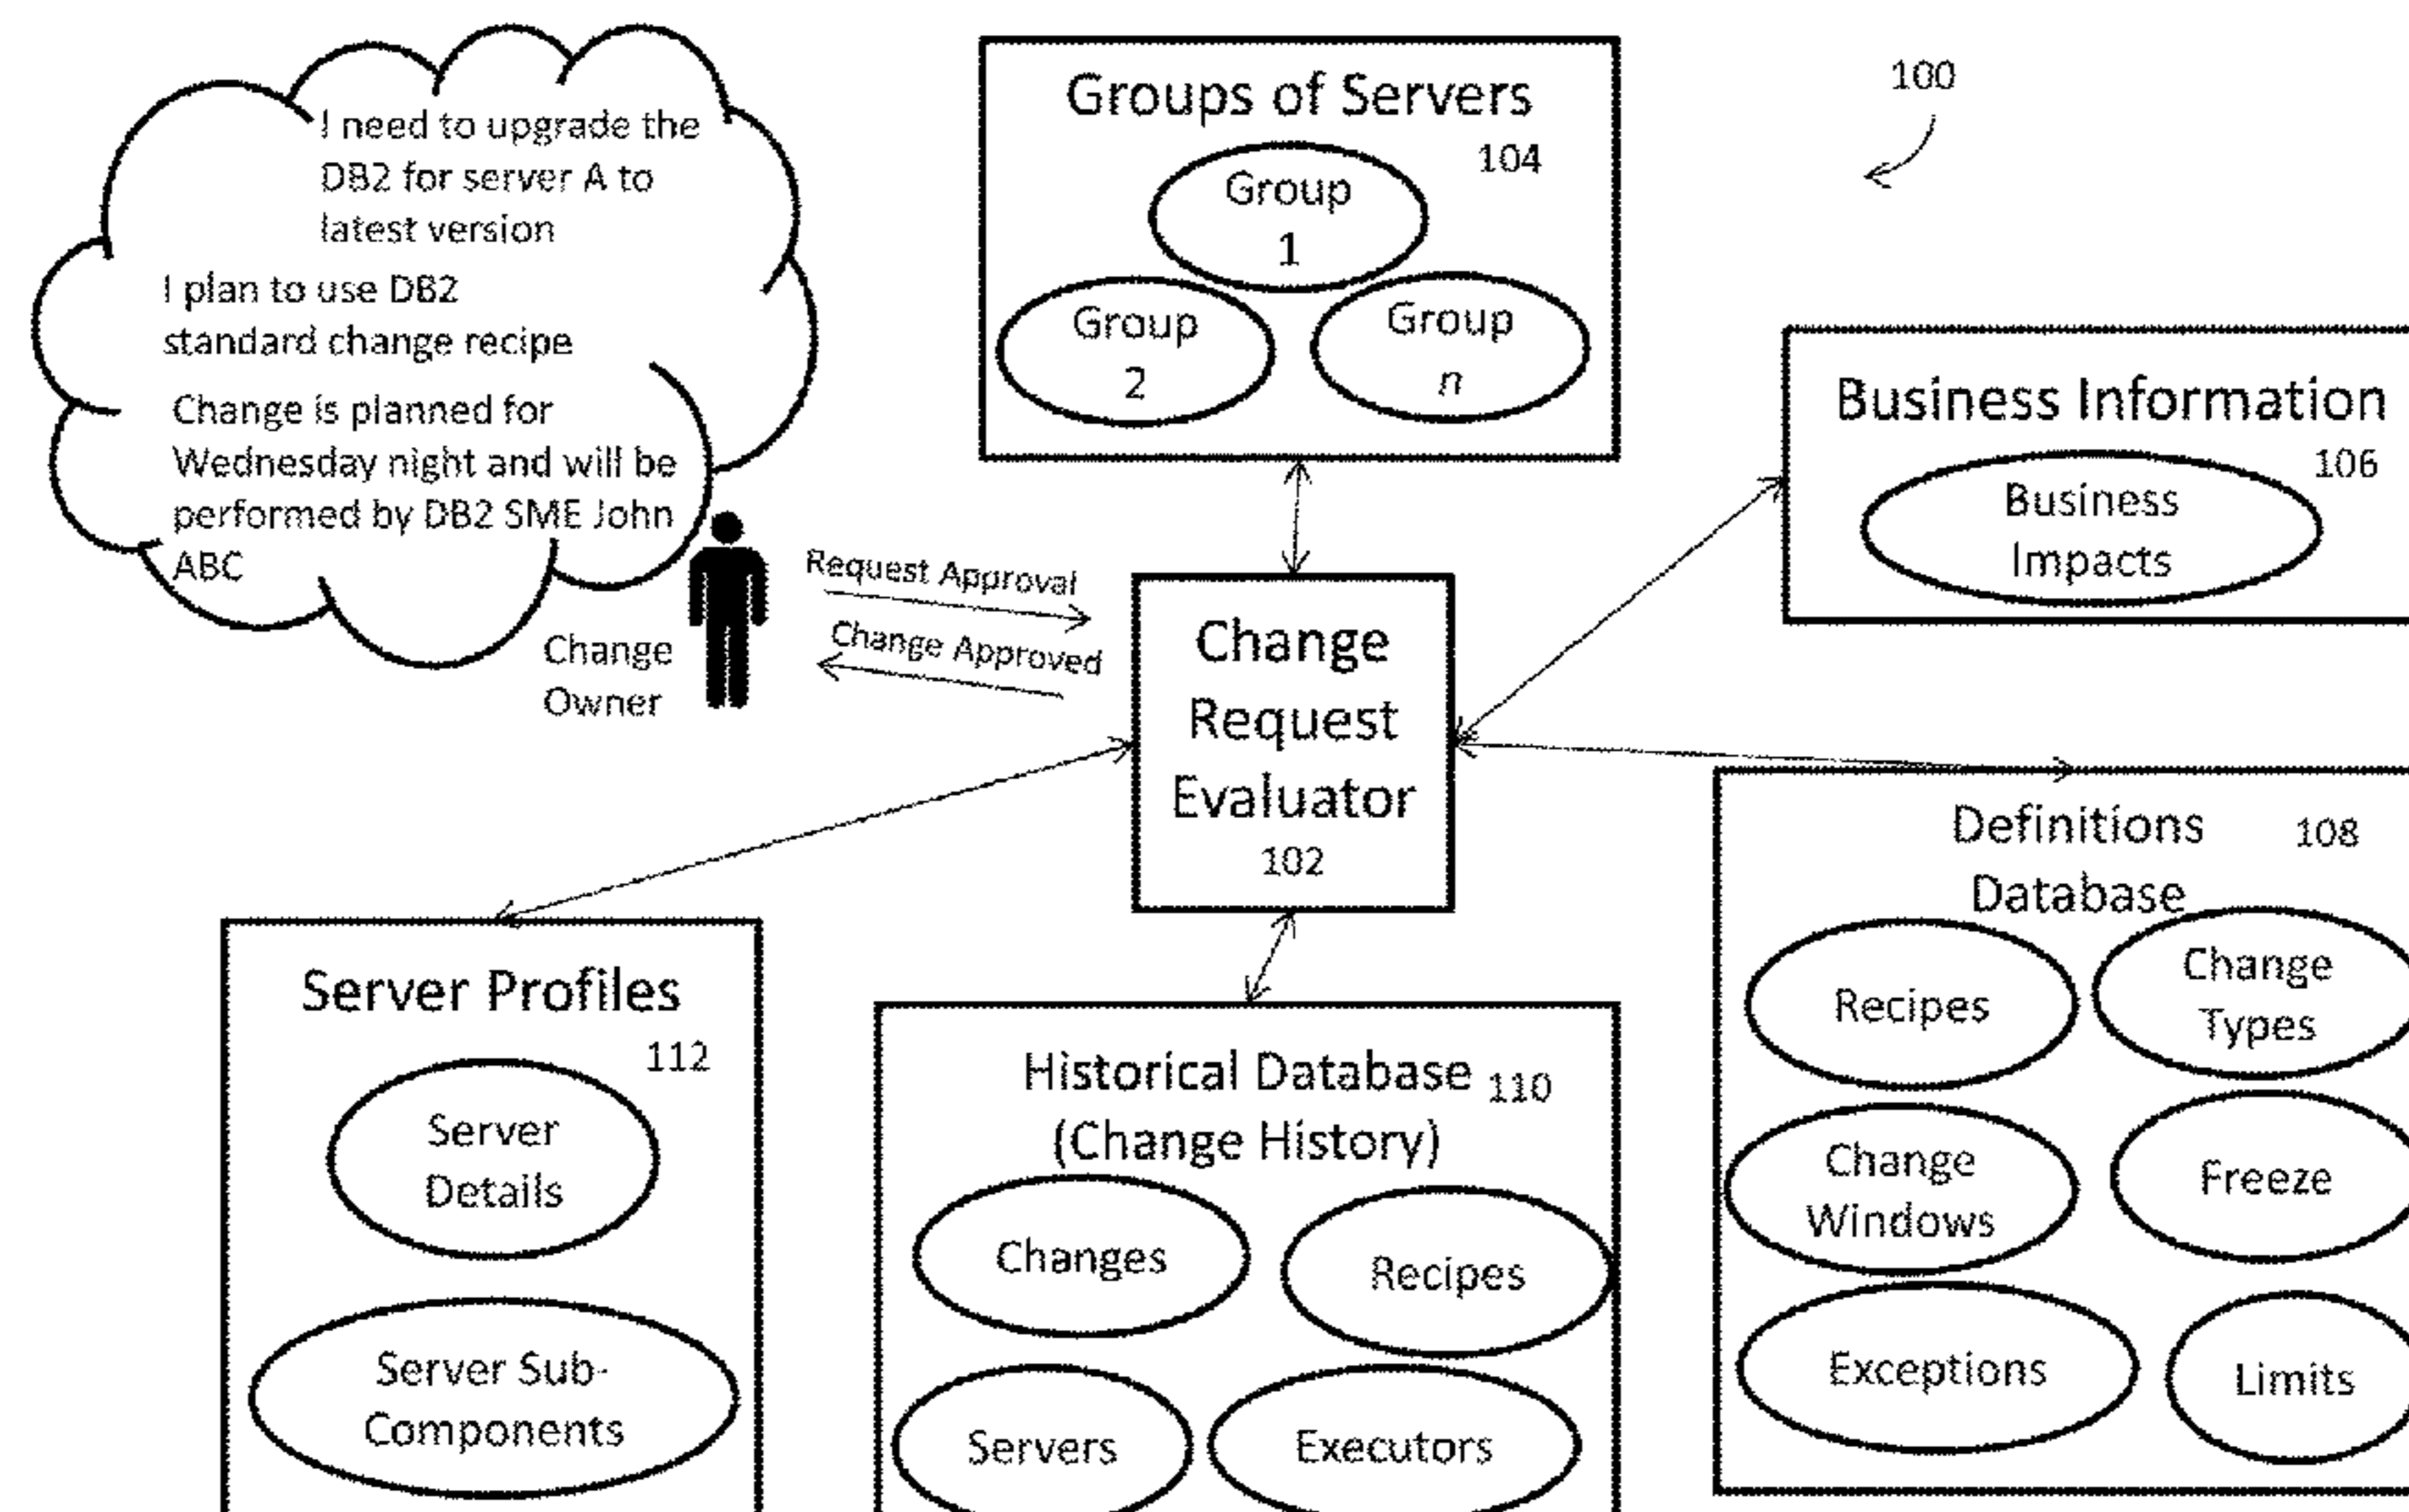 I need to upgrade the
DB2 for server A to
latest version
I plan to use DB2
standard change recipe
Change is planned for
Wednesday night and will be
performed by DB2 SME John
ABC
Change
Owner
Request Approval
Change Approved
Groups of Servers
104
Group
1
Group
2
Group
n
100
Business Information
106
Business
Impacts
Change
Request
Evaluator
102
Definitions
108
Database
Recipes
Change
Types
Change
Windows
Freeze
Exceptions
Limits
Server Profiles
112
Server
Details
Server Sub-
Components
Historical Database 110
(Change History)
Changes
Recipes
Servers
Executors